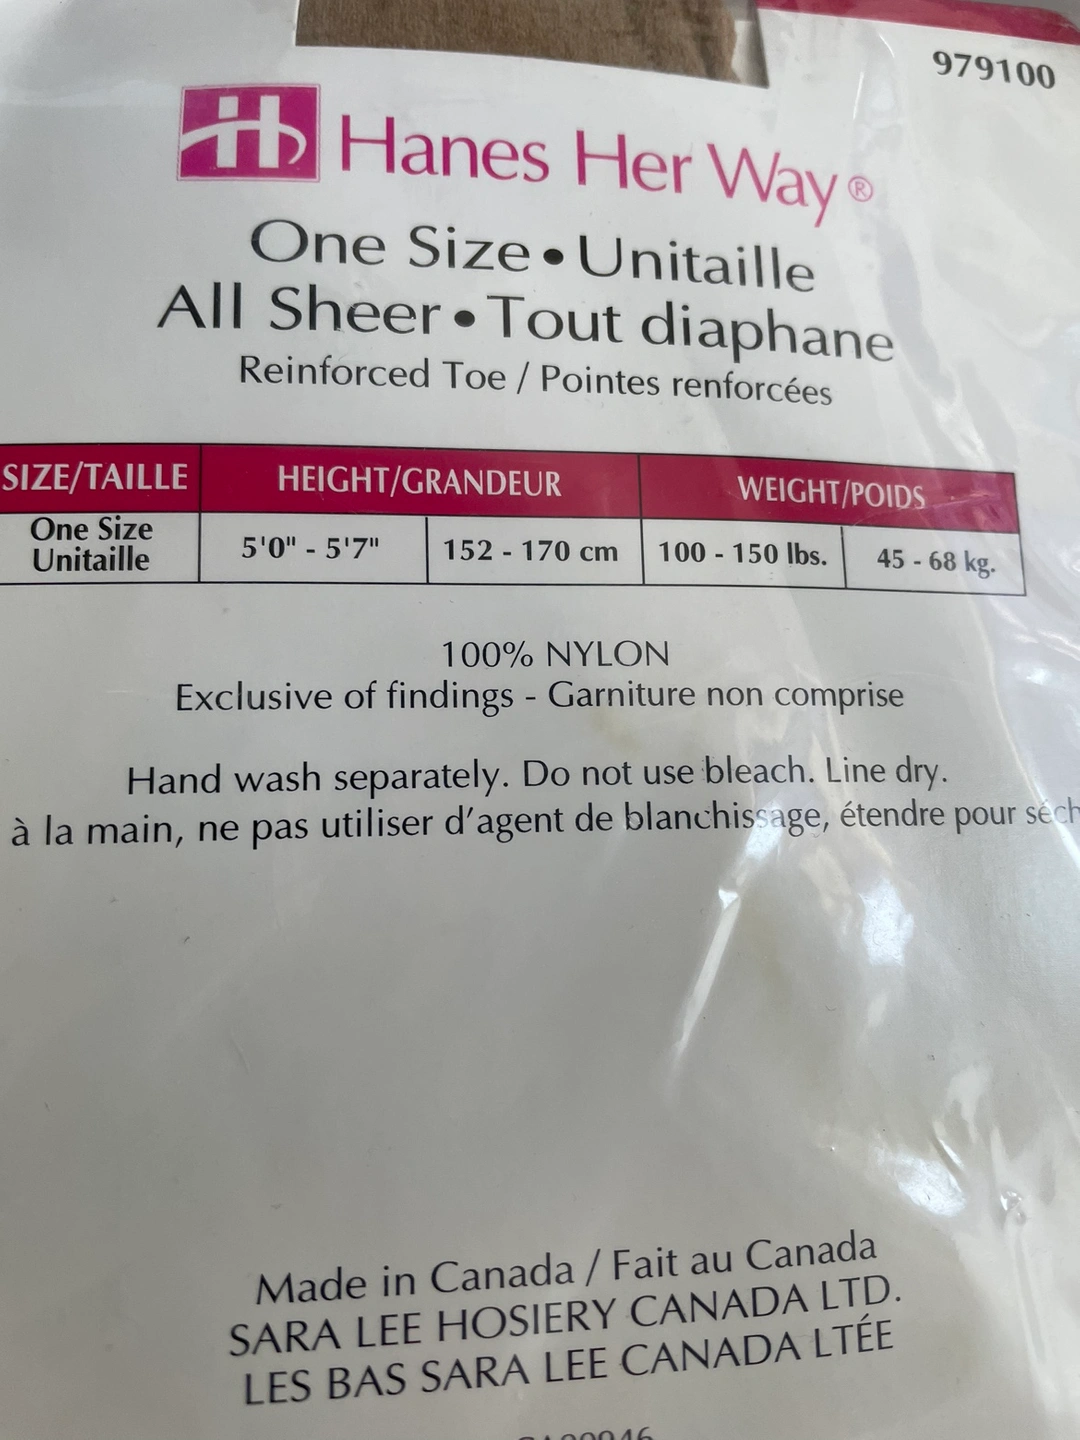 979100
Hanes Her Way®
One Size • Unitaille
All Sheer • Tout diaphane
Reinforced Toe / Pointes renforcées
SIZE/TAILLE HEIGHT/GRANDEUR WEIGHT/POIDS
One Size
Unitaille
5'0" - 5'7" 152 - 170 cm 100 - 150 lbs. 45 - 68 kg.
100% NYLON
Exclusive of findings - Garniture non comprise
Hand wash separately. Do not use bleach. Line dry.
à la main, ne pas utiliser d'agent de blanchissage, étendre pour séch
Made in Canada / Fait au Canada
SARA LEE HOSIERY CANADA LTD.
LES BAS SARA LEE CANADA LTÉE